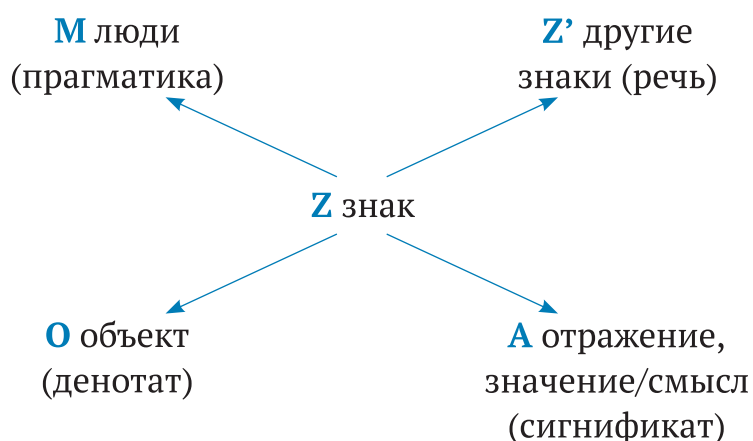 M люди
(прагматика)
Z’ другие
знаки (речь)
Z знак
O объект
(денотат)
A отражение,
значение/смысл
(сигнификат)